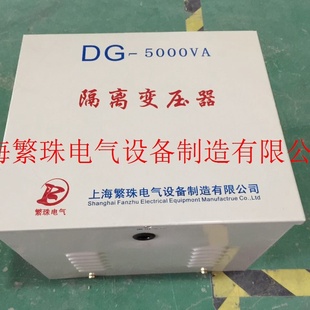 DG-5000VA
隔离变压器
海繁珠电气设备制造有限公
繁珠电气
上海繁珠电气设备制造有限公司
Shanghai Fanzhu Electrical Equipment Manufactrue Co.,Ltd